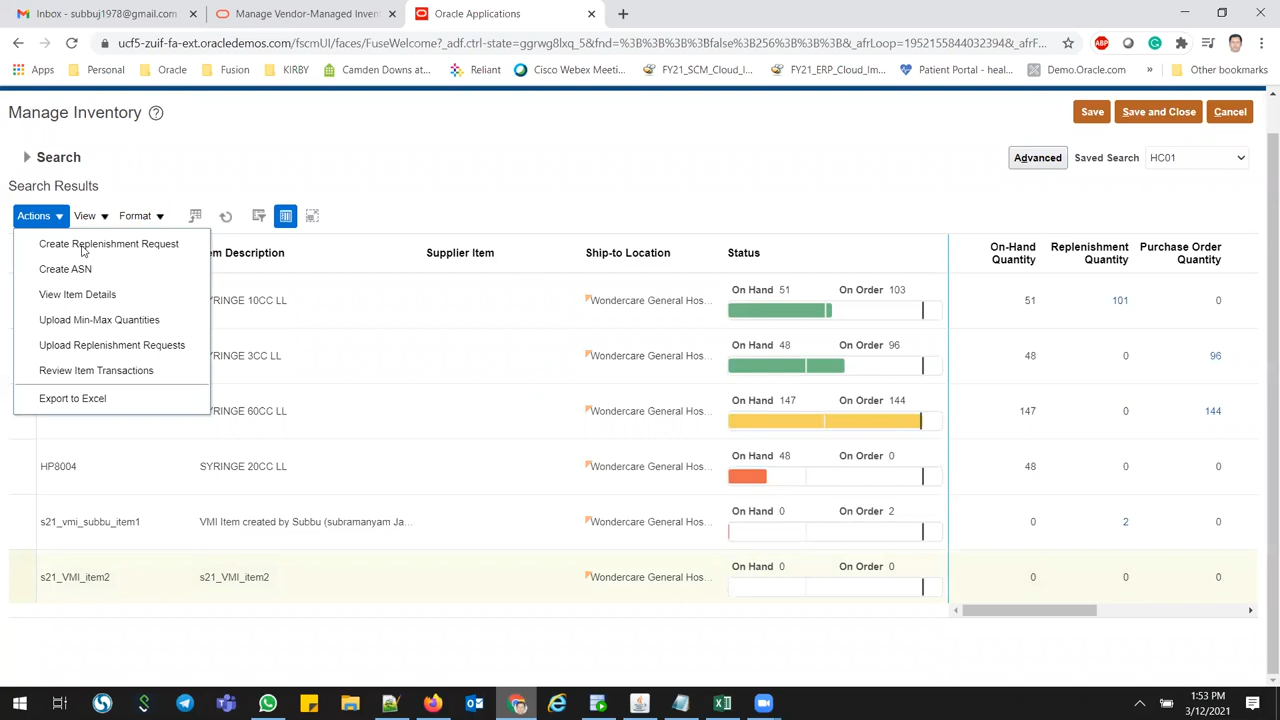 Inbox - subbuj1978@gmail.com
Manage Vendor-Managed Inven
Oracle Applications
ucf5-zuif-fa-ext.oracledemos.com/fscmUI/faces/FuseWelcome?_adf.ctrl-state=ggrwg8lxq_5&fnd=%3B%3B%3B%3Bfalse%3B256%3B%3B%3B&_afrLoop=19521558440323​94&_afrF...
Apps
Personal
Oracle
Fusion
KIRBY
Camden Downs at...
Reliant
Cisco Webex Meeti...
FY21_SCM_Cloud_I...
FY21_ERP_Cloud_Im...
Patient Portal - heal...
Demo.Oracle.com
»
Other bookmarks
Manage Inventory
Save
Save and Close
Cancel
Search
Advanced
Saved Search
HC01
Search Results
Actions
View
Format
Create Replenishment Request
Create ASN
View Item Details
Upload Min-Max Quantities
Upload Replenishment Requests
Review Item Transactions
Export to Excel
em Description
Supplier Item
Ship-to Location
Status
On-Hand Quantity
Replenishment Quantity
Purchase Order Quantity
YRINGE 10CC LL
Wondercare General Hos...
On Hand 51
On Order 103
51
101
0
YRINGE 3CC LL
Wondercare General Hos...
On Hand 48
On Order 96
48
0
96
YRINGE 60CC LL
Wondercare General Hos...
On Hand 147
On Order 144
147
0
144
HP8004
SYRINGE 20CC LL
Wondercare General Hos...
On Hand 48
On Order 0
48
0
0
s21_vmi_subbu_item1
VMI Item created by Subbu (subramanyam Ja...
Wondercare General Hos...
On Hand 0
On Order 2
0
2
0
s21_VMI_item2
s21_VMI_item2
Wondercare General Hos...
On Hand 0
On Order 0
0
0
0
1:53 PM
3/12/2021